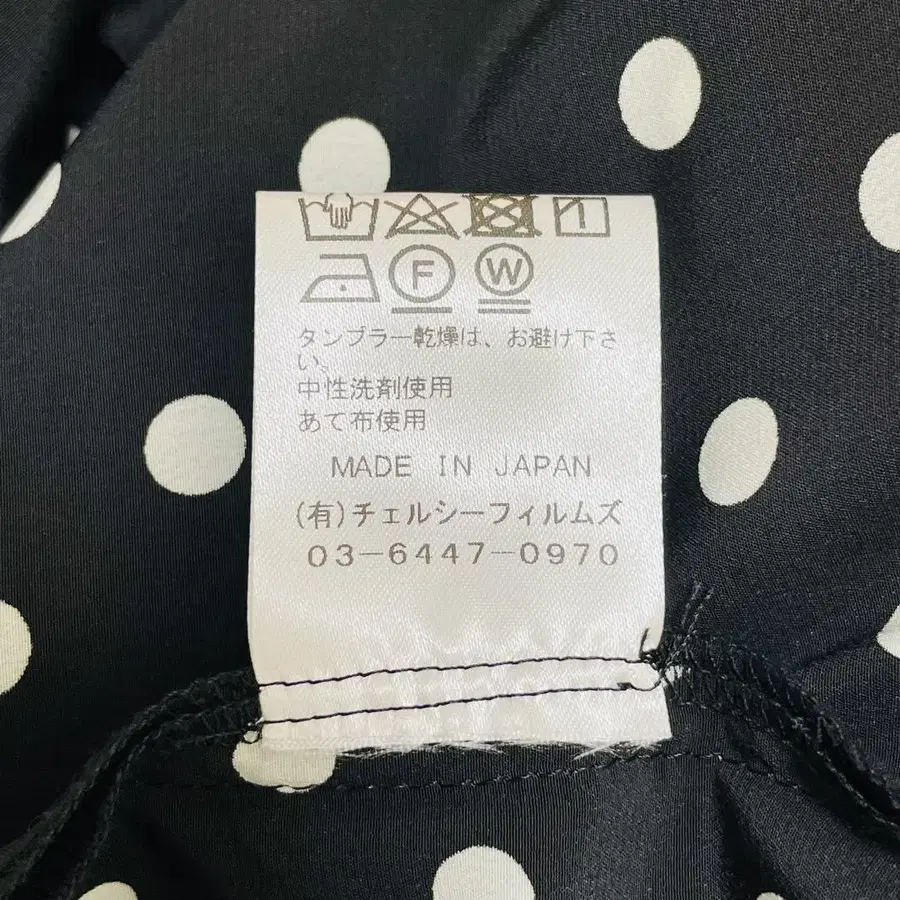 F W
タンブラー乾燥は、お避け下さ
い。
中性洗剤使用
あて布使用
MADE IN JAPAN
(有)チェルシーフィルムズ
03-6447-0970